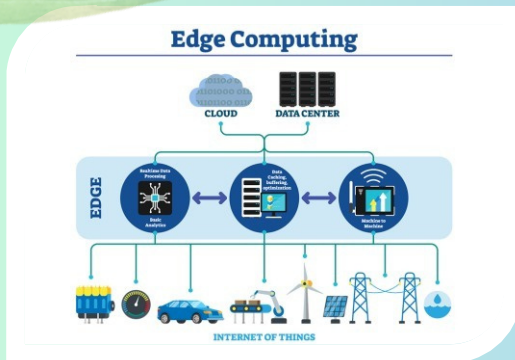 Edge Computing
CLOUD
DATA CENTER
EDGE
Realtime Data
Processing
Basic
Analytics
Data
Caching,
buffering,
optimization
Machine to
Machine
INTERNET OF THINGS